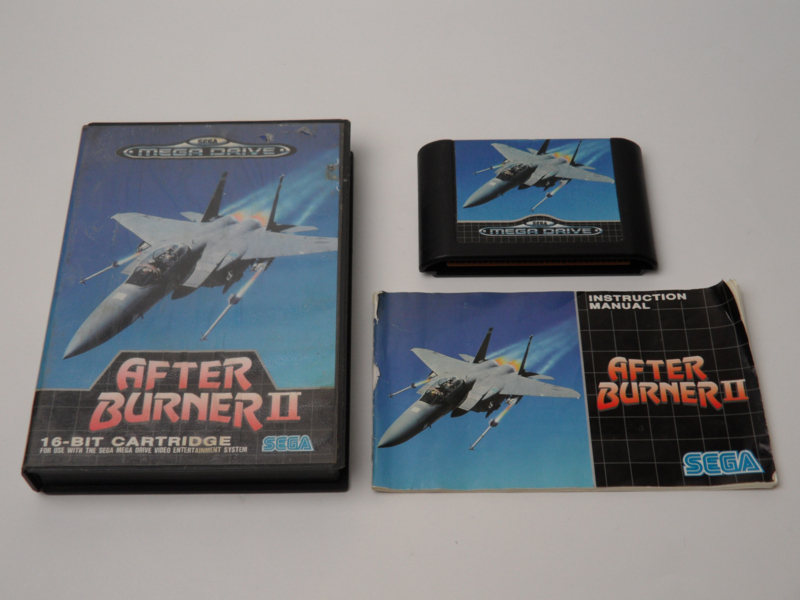 SEGA
MEGA DRIVE
AFTER
BURNER II
16-BIT CARTRIDGE
FOR USE WITH THE SEGA MEGA DRIVE VIDEO ENTERTAINMENT SYSTEM
SEGA
SEGA
MEGA DRIVE
INSTRUCTION
MANUAL
AFTER
BURNER II
SEGA